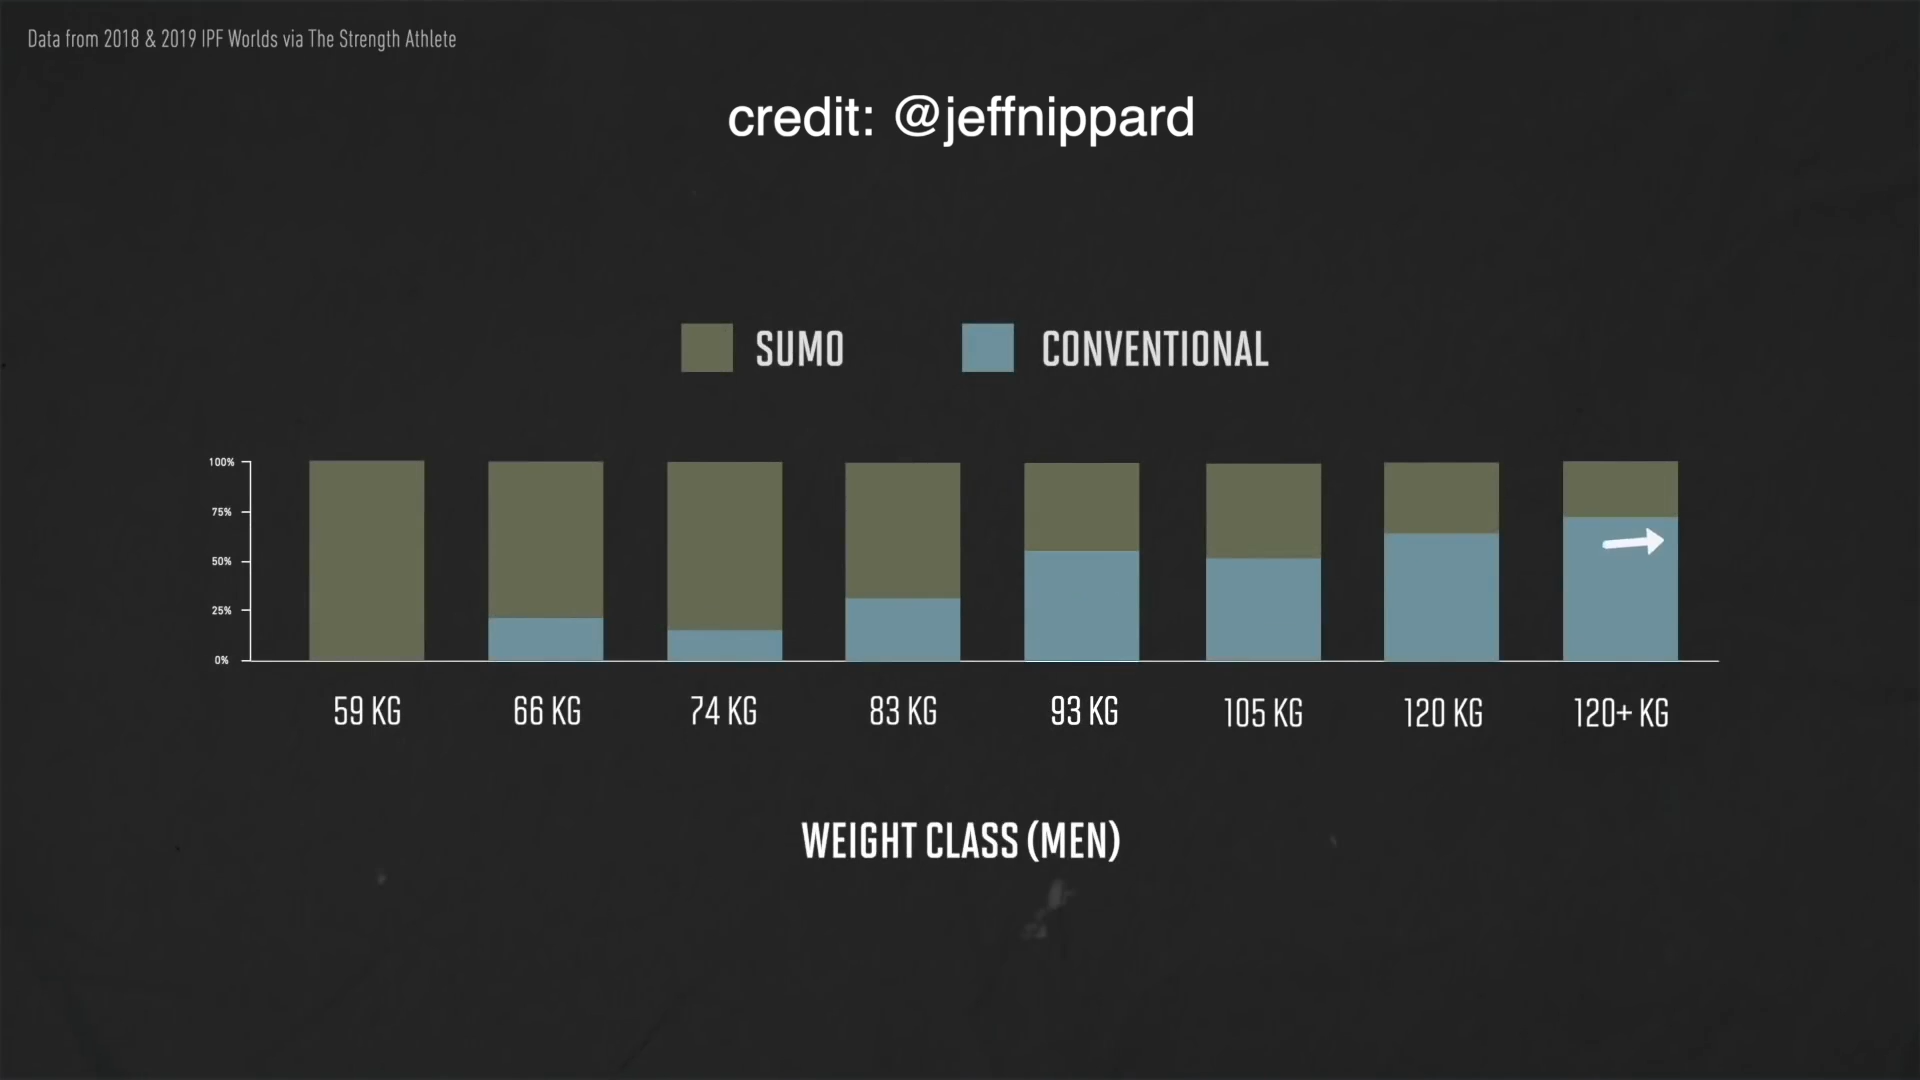 Data from 2018 & 2019 IPF Worlds via The Strength Athlete
credit: @jeffnippard
SUMO
CONVENTIONAL
100%
75%
50%
25%
0%
59 KG
66 KG
74 KG
83 KG
93 KG
105 KG
120 KG
120+ KG
WEIGHT CLASS (MEN)